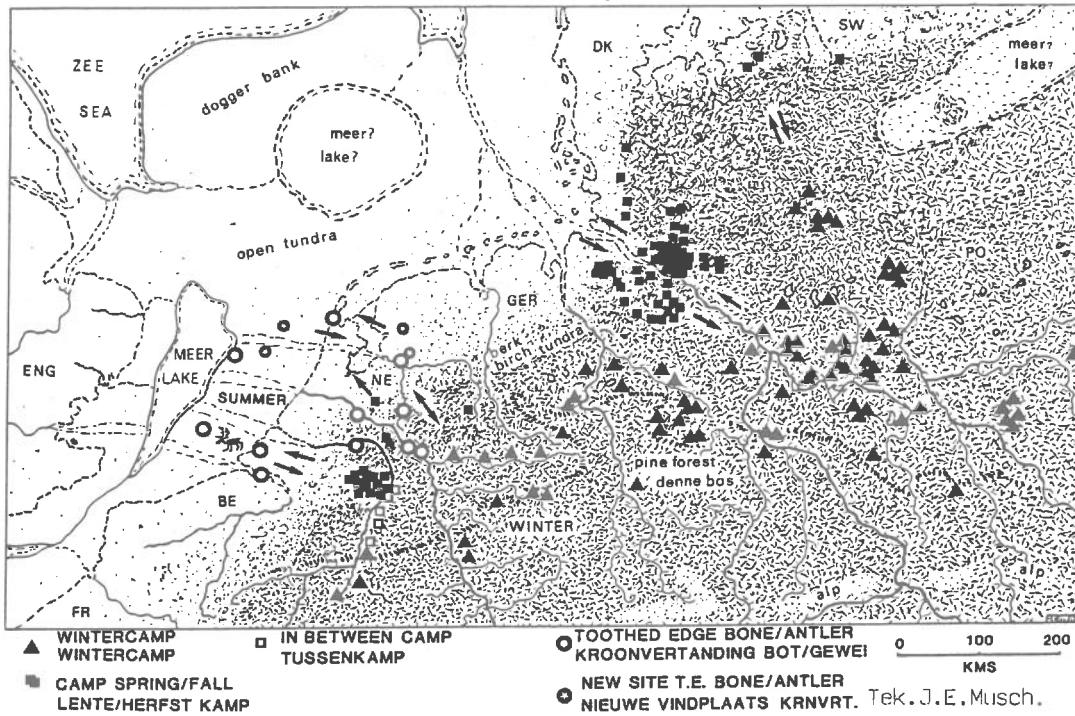 ZEE
SEA
dogger bank
meer?
lake?
DK
SW
meer?
lake?
open tundra
PO
GER
berk
birch tundra
ENG
MEER
LAKE
SUMMER
NE
BE
pine forest
denne bos
WINTER
FR
alp
alp
WINTERCAMP
WINTERCAMP
CAMP SPRING/FALL
LENTE/HERFST KAMP
IN BETWEEN CAMP
TUSSENKAMP
TOOTHED EDGE BONE/ANTLER
KROONVERTANDING BOT/GEWEI
NEW SITE T.E. BONE/ANTLER
NIEUWE VINDPLAATS KRNVRT.
0 100 200
KMS
Tek.J.E.Musch.